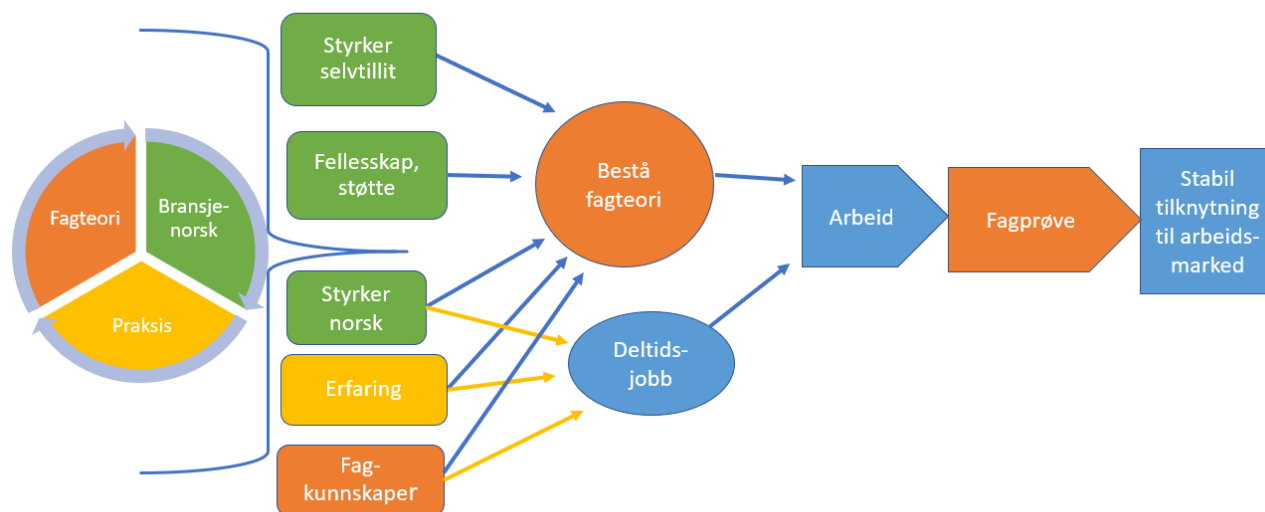 Fagteori
Bransje-
norsk
Praksis
Styrker
selvtillit
Fellesskap,
støtte
Styrker
norsk
Erfaring
Fag-
kunnskaper
Bestå
fagteori
Deltids-
jobb
Arbeid
Fagprøve
Stabil
tilknytning
til arbeids-
marked